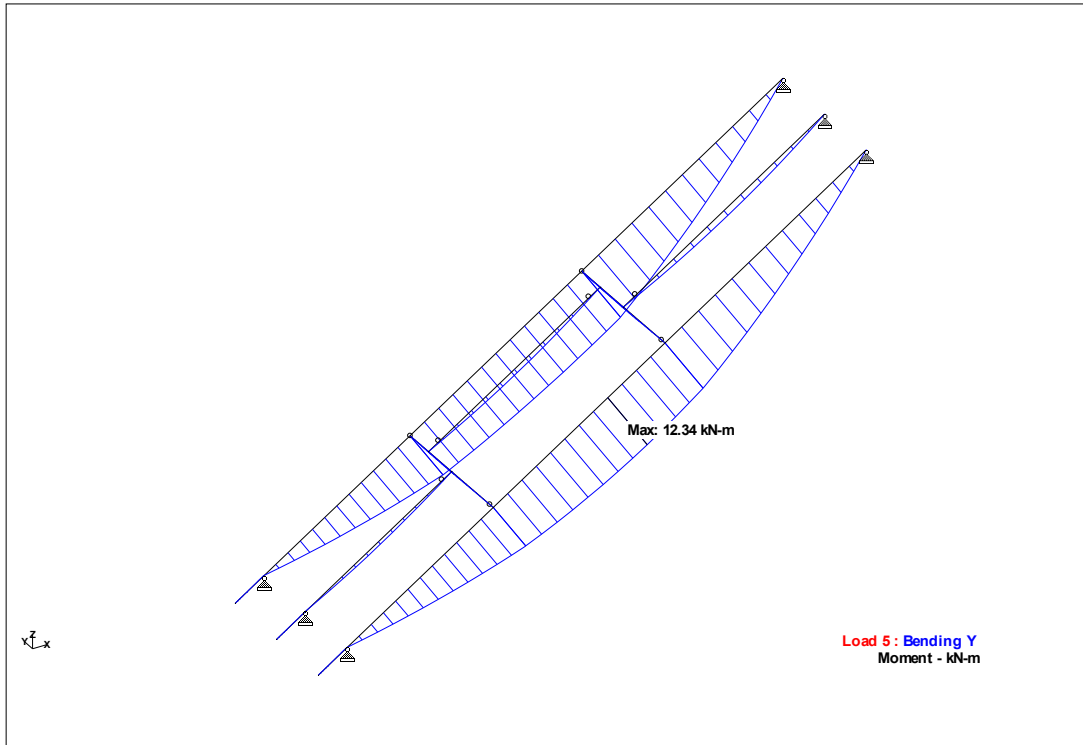 Max: 12.34 kN-m
Y Z X
Load 5 : Bending Y
Moment - kN-m